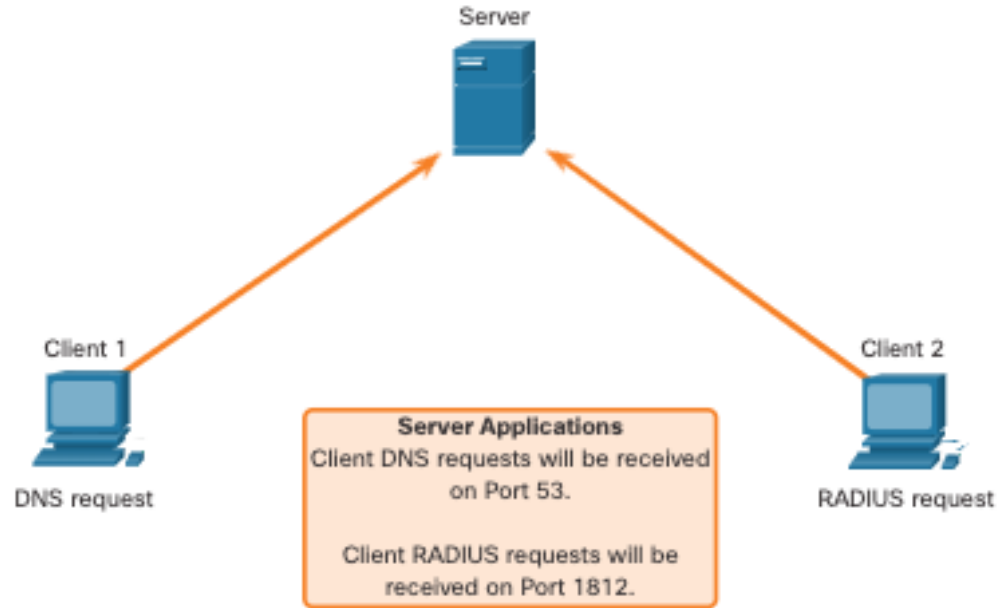 Server
Client 1
Client 2
DNS request
RADIUS request
Server Applications
Client DNS requests will be received
on Port 53.
Client RADIUS requests will be
received on Port 1812.